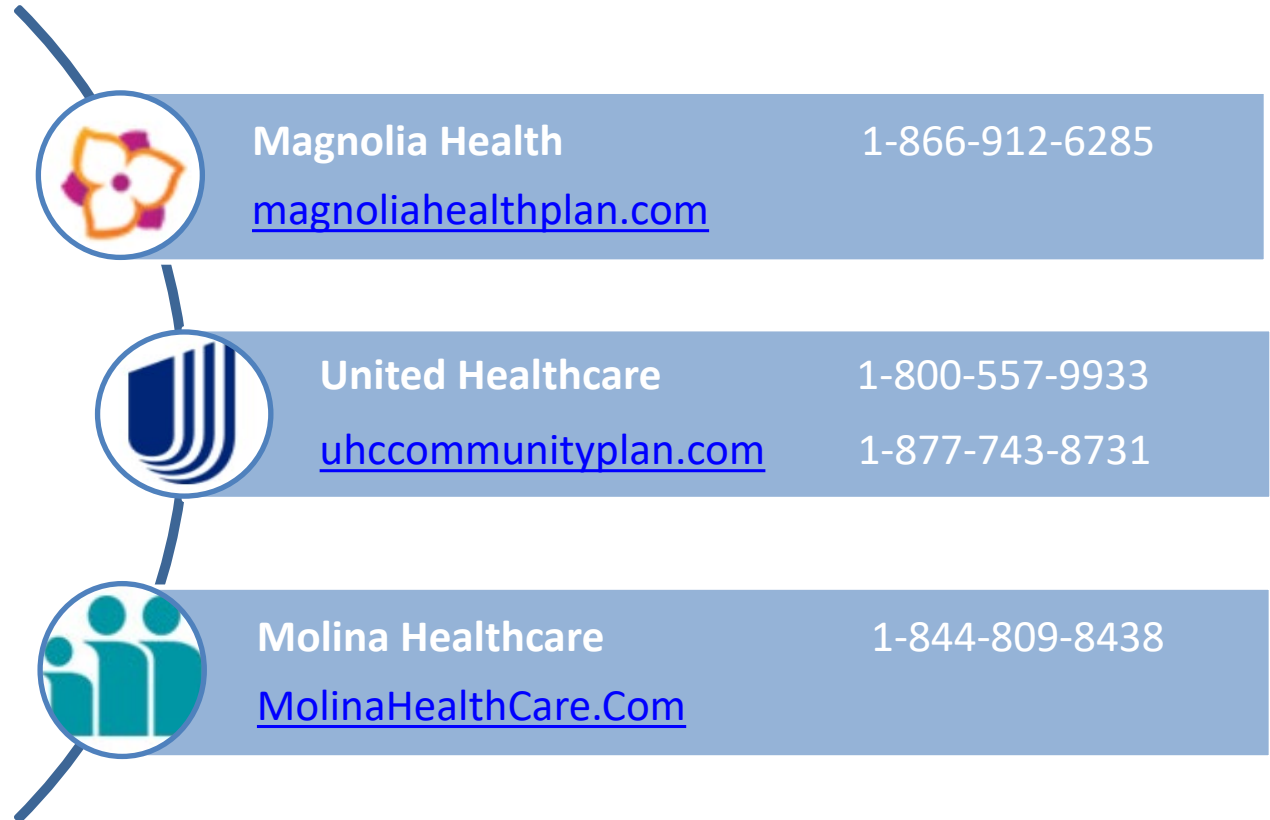 Magnolia Health 1-866-912-6285
magnoliahealthplan.com
United Healthcare 1-800-557-9933
uhccommunityplan.com 1-877-743-8731
Molina Healthcare 1-844-809-8438
MolinaHealthCare.Com